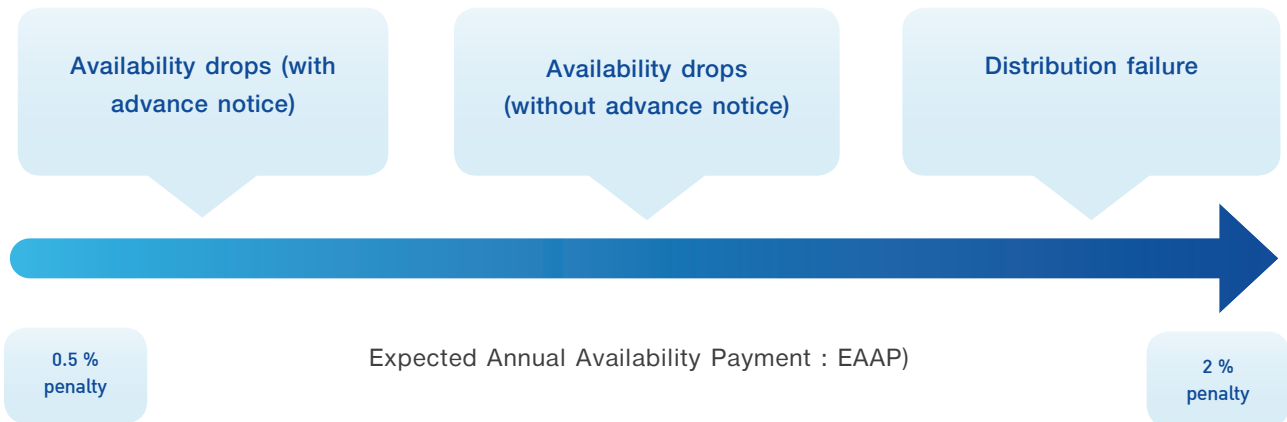 Availability drops (with
advance notice)
Availability drops
(without advance notice)
Distribution failure
0.5 %
penalty
Expected Annual Availability Payment : EAAP)
2 %
penalty